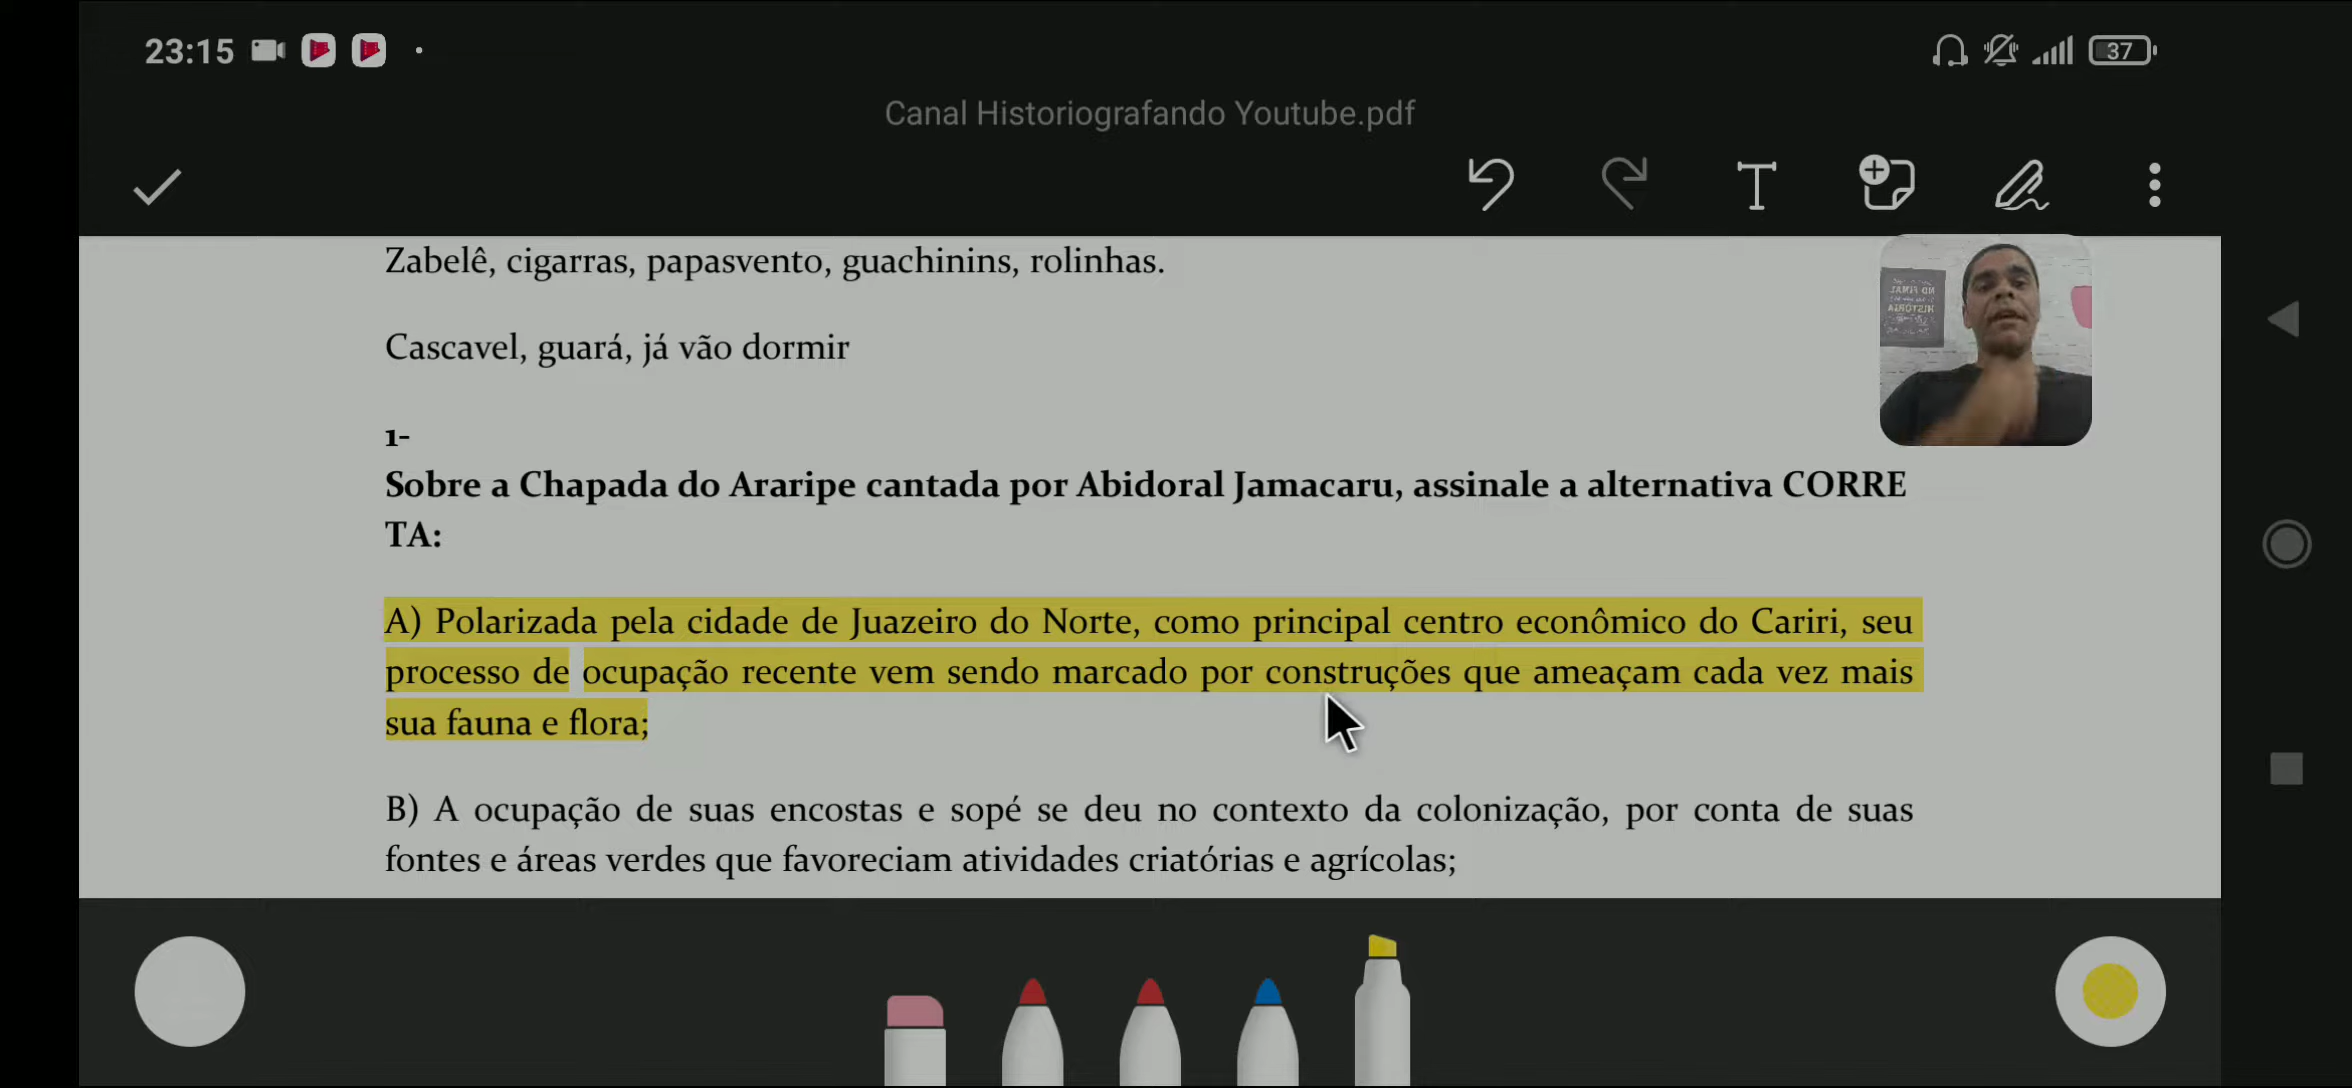 23:15
37
Canal Historiografando Youtube.pdf
Zabelê, cigarras, papasvento, guachinins, rolinhas.
Cascavel, guará, já vão dormir
1-
Sobre a Chapada do Araripe cantada por Abidoral Jamacaru, assinale a alternativa CORRE
TA:
A) Polarizada pela cidade de Juazeiro do Norte, como principal centro econômico do Cariri, seu
processo de ocupação recente vem sendo marcado por construções que ameaçam cada vez mais
sua fauna e flora;
B) A ocupação de suas encostas e sopé se deu no contexto da colonização, por conta de suas
fontes e áreas verdes que favoreciam atividades criatórias e agrícolas;